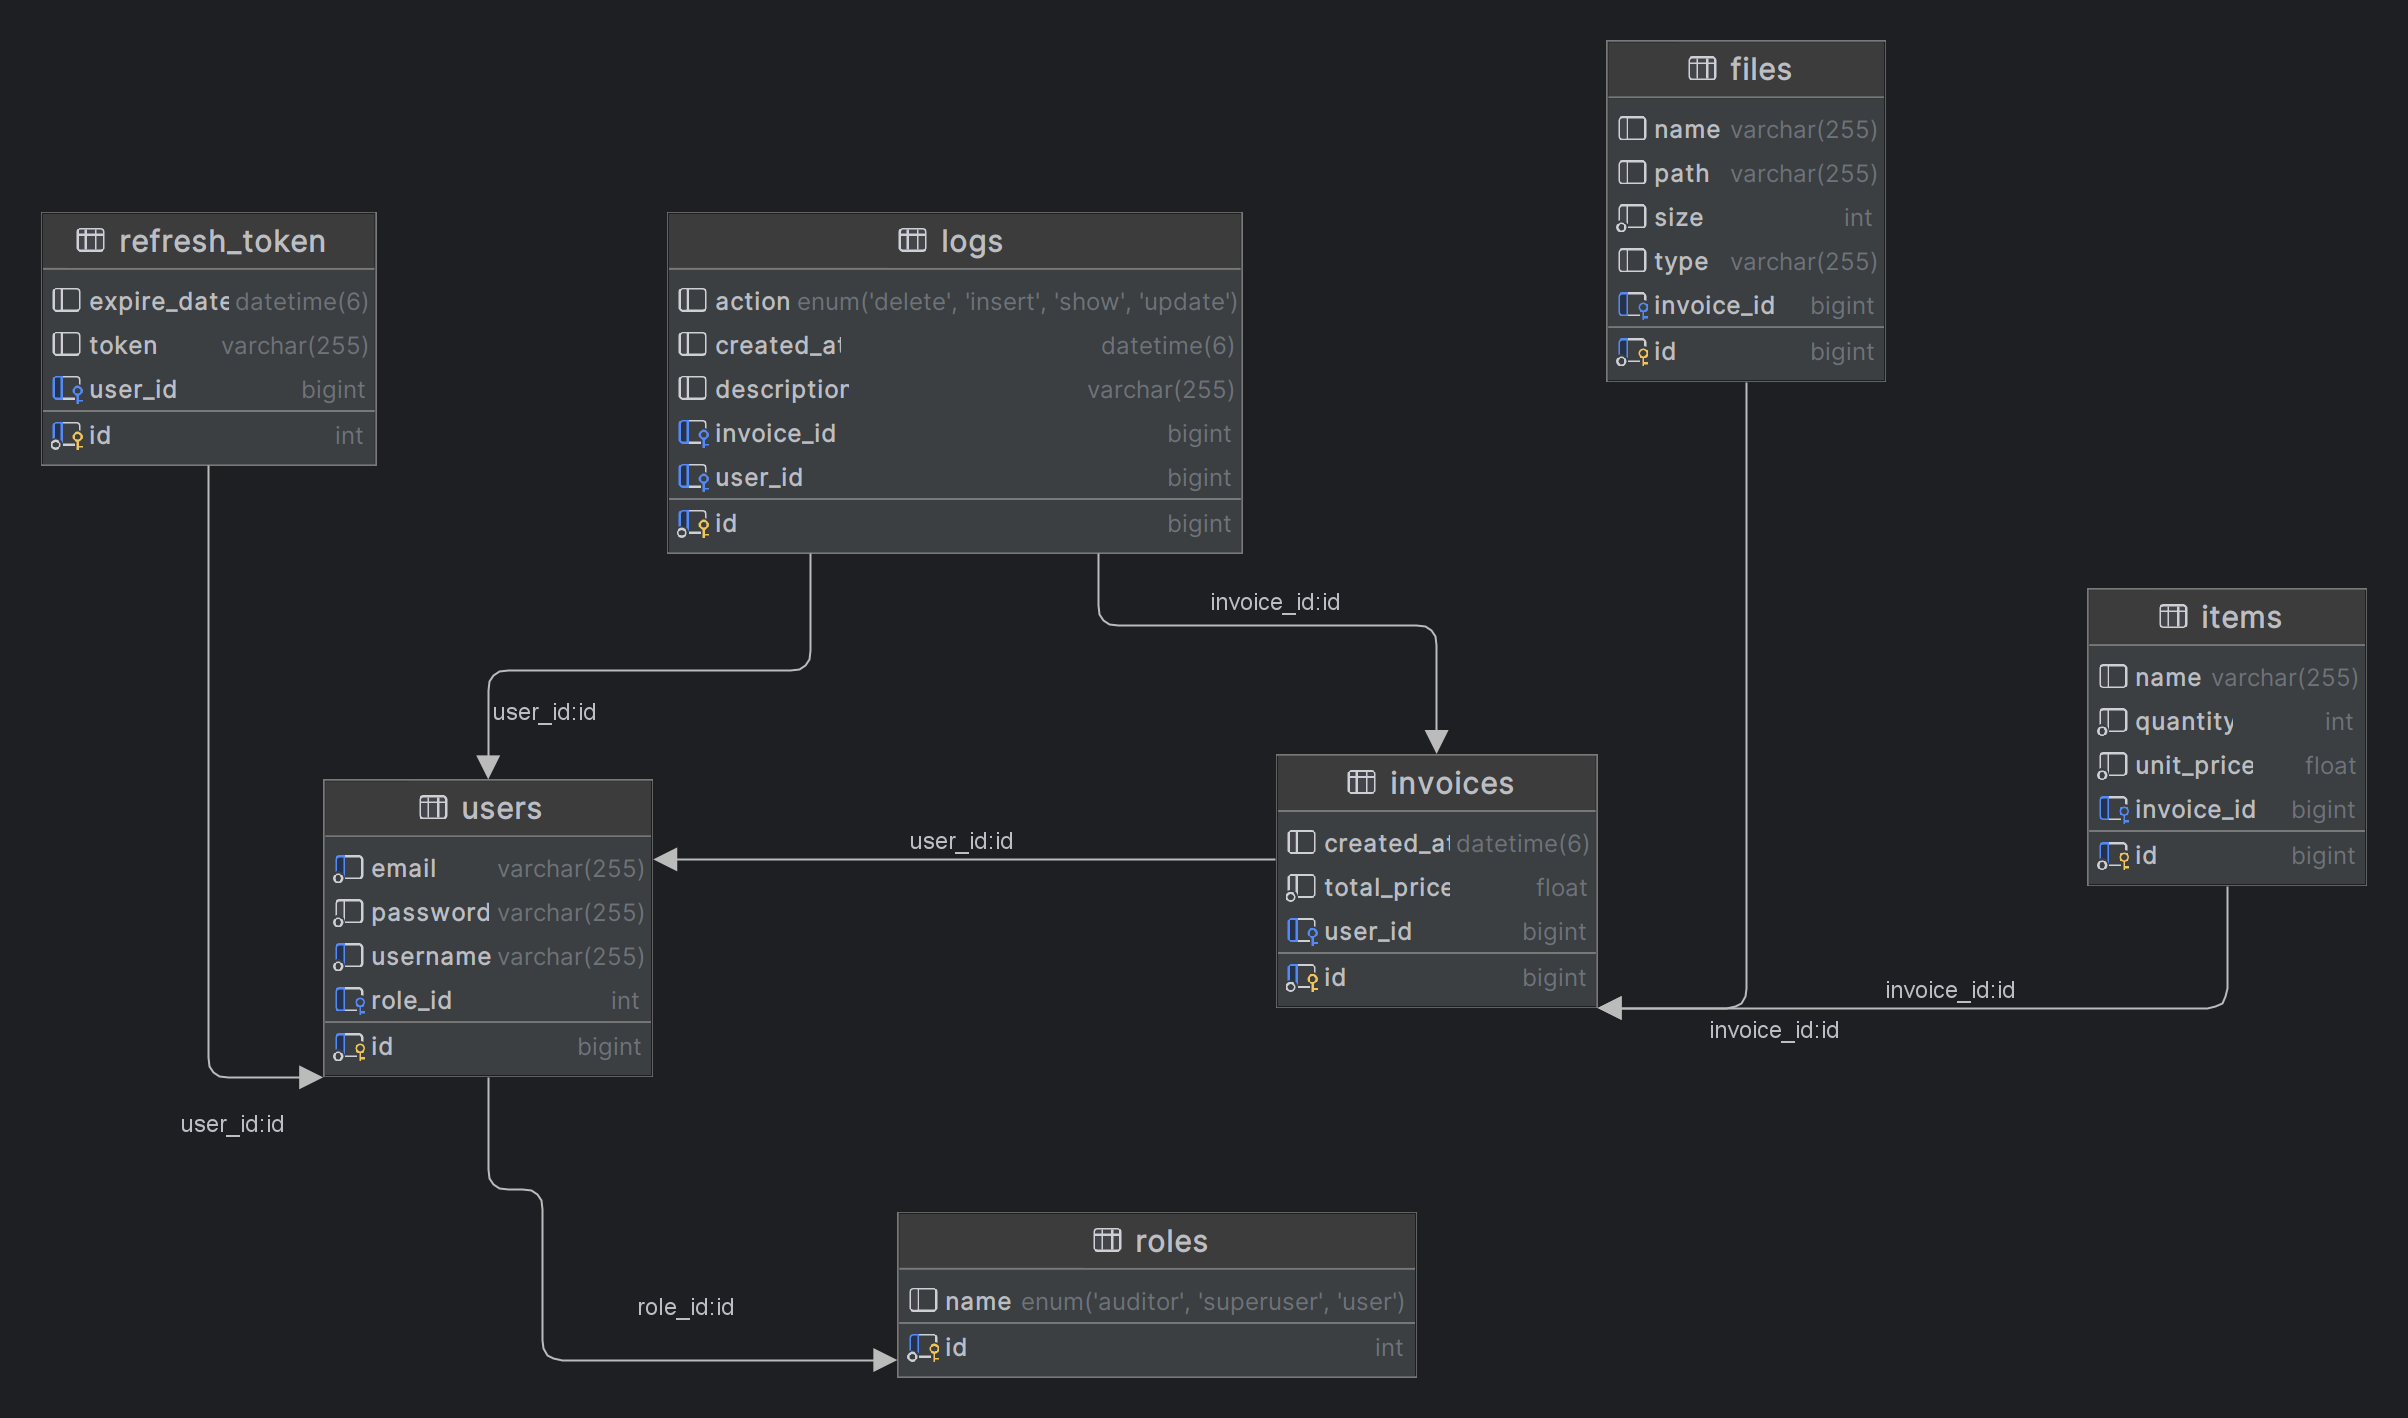 files
name varchar(255)
path varchar(255)
size int
type varchar(255)
invoice_id bigint
id bigint
refresh_token
expire_date datetime(6)
token varchar(255)
user_id bigint
id int
logs
action enum('delete', 'insert', 'show', 'update')
created_at datetime(6)
description varchar(255)
invoice_id bigint
user_id bigint
id bigint
invoice_id:id
user_id:id
items
name varchar(255)
quantity int
unit_price float
invoice_id bigint
id bigint
users
email varchar(255)
password varchar(255)
username varchar(255)
role_id int
id bigint
user_id:id
invoices
created_at datetime(6)
total_price float
user_id bigint
id bigint
invoice_id:id
invoice_id:id
user_id:id
role_id:id
roles
name enum('auditor', 'superuser', 'user')
id int